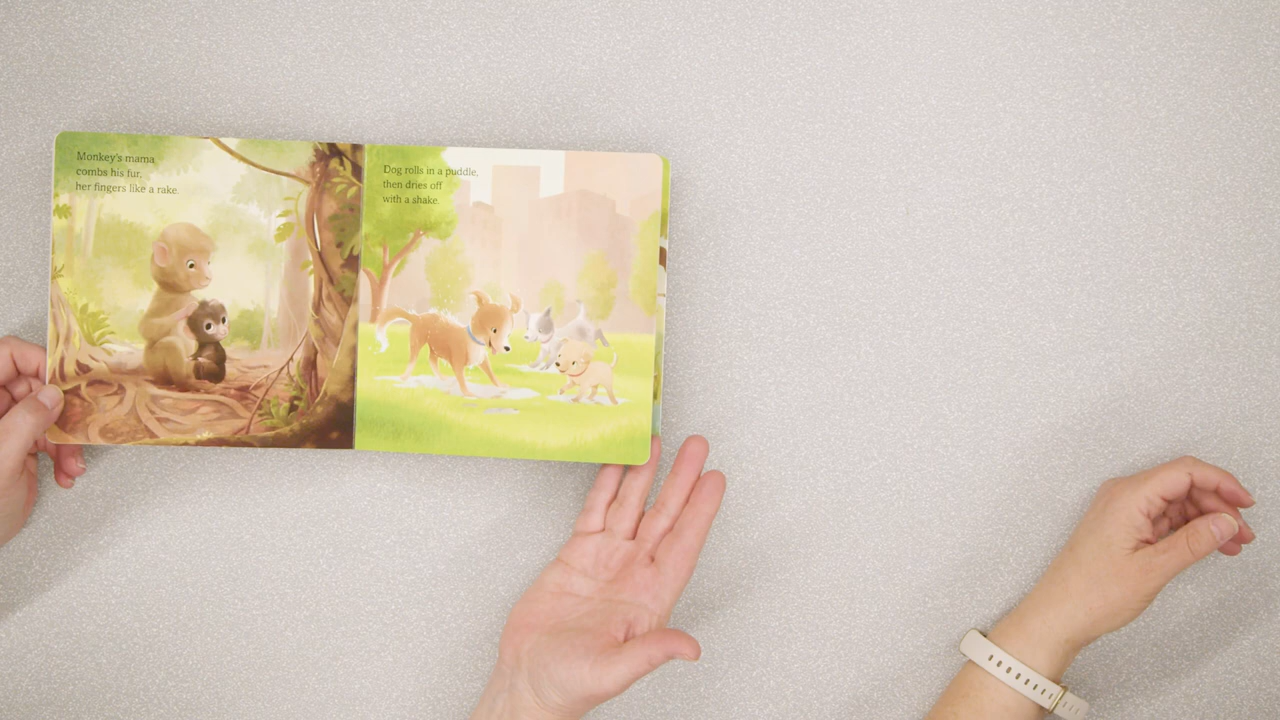 Monkey's mama
combs his fur,
her fingers like a rake.
Dog rolls in a puddle,
then dries off
with a shake.